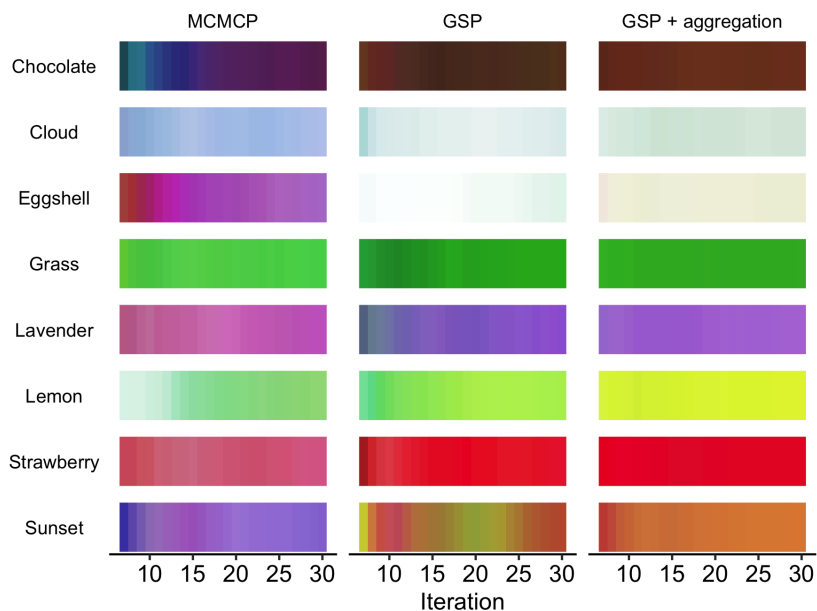 MCMCP GSP GSP + aggregation
Chocolate
Cloud
Eggshell
Grass
Lavender
Lemon
Strawberry
Sunset
10 15 20 25 30 10 15 20 25 30 10 15 20 25 30
Iteration